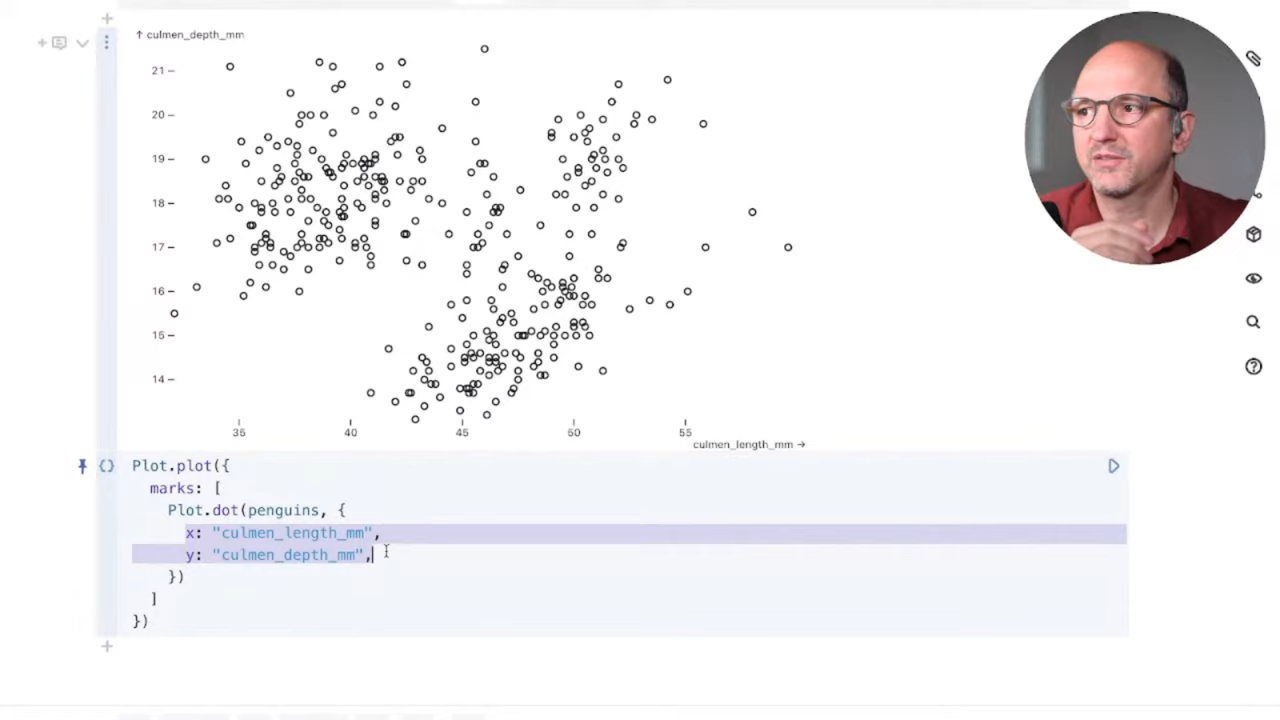 ↑ culmen_depth_mm
21
20
19
18
17
16
15
14
35 40 45 50 55
culmen_length_mm →
Plot.plot({
marks: [
Plot.dot(penguins, {
x: "culmen_length_mm",
y: "culmen_depth_mm",
})
]
})